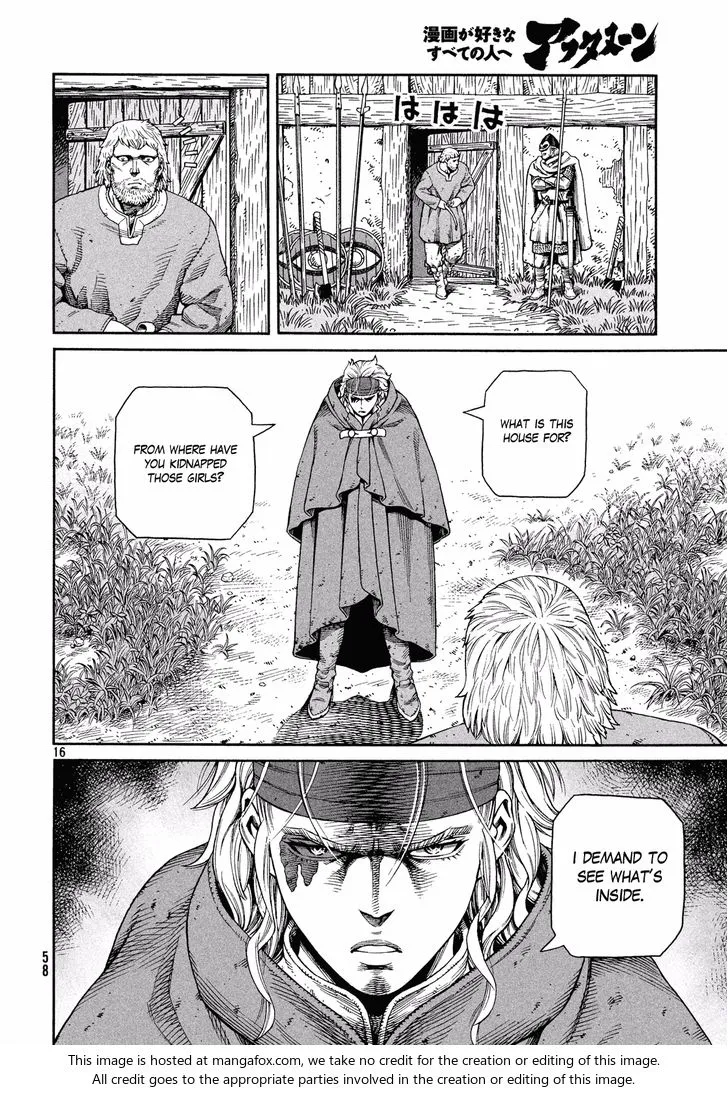 漫画が好きな
すべての人へ
アフタヌーン
は は は
WHAT IS THIS
HOUSE FOR?
FROM WHERE HAVE
YOU KIDNAPPED
THOSE GIRLS?
16
I DEMAND TO
SEE WHAT'S
INSIDE.
58
This image is hosted at mangafox.com, we take no credit for the creation or editing of this image.
All credit goes to the appropriate parties involved in the creation or editing of this image.